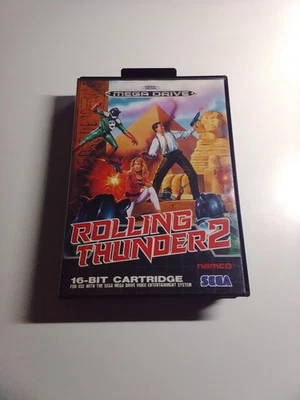 SEGA
MEGA DRIVE
ROLLING
THUNDER 2
namco
16-BIT CARTRIDGE
FOR USE WITH THE SEGA MEGA DRIVE VIDEO ENTERTAINMENT SYSTEM
SEGA